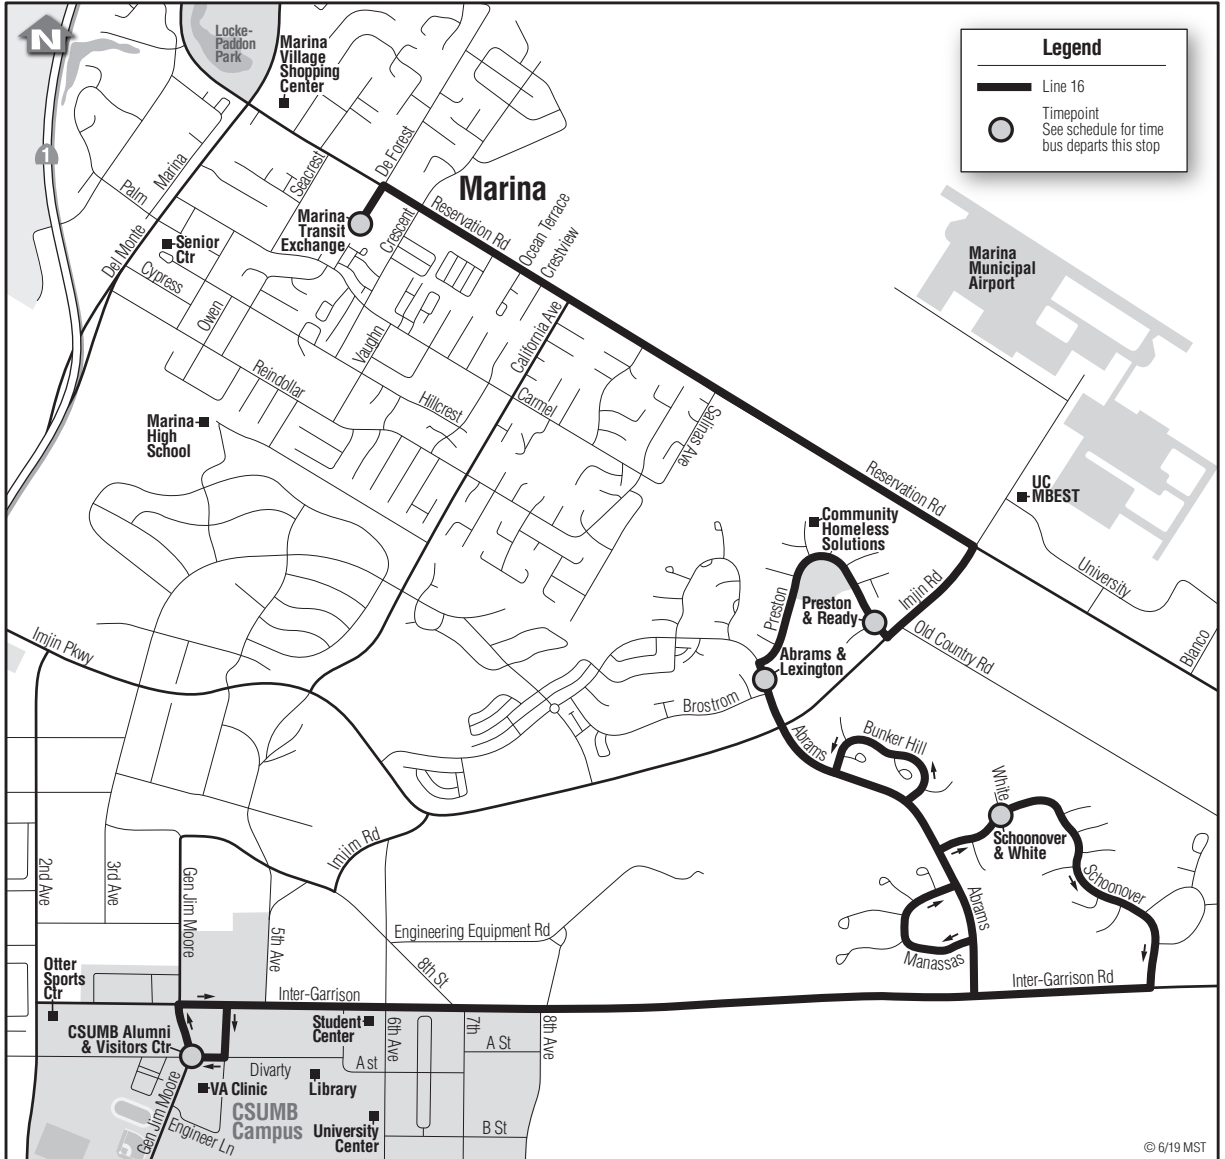 Legend
Line 16
Timepoint
See schedule for time
bus departs this stop
N
1
Locke-
Paddon
Park
Marina
Village
Shopping
Center
Marina
Palm
Marina
Seacrest
De Forest
Reservation Rd
Ocean Terrace
Crestview
Crescent
Marina
Transit
Exchange
Senior
Ctr
Del Monte
Cypress
Owen
Vaughn
California Ave
Marina
Municipal
Airport
Reindollar
Hillcrest
Carmel
Salinas Ave
Marina
High
School
Reservation Rd
UC
MBEST
Community
Homeless
Solutions
University
Imjin Rd
Preston
Preston
& Ready
Old Country Rd
Blanco
Imjin Pkwy
Abrams &
Lexington
Brostrom
Abrams
Bunker Hill
White
Schoonover
& White
Schoonover
Imjim Rd
2nd Ave
3rd Ave
Gen Jim Moore
5th Ave
Engineering Equipment Rd
8th St
Abrams
Manassas
Inter-Garrison Rd
Otter
Sports
Ctr
Inter-Garrison
CSUMB Alumni
& Visitors Ctr
Student
Center
6th Ave
7th
8th Ave
A St
A st
Divarty
VA Clinic
Library
CSUMB
Campus
Gen Jim Moore
Engineer Ln
University
Center
B St
© 6/19 MST